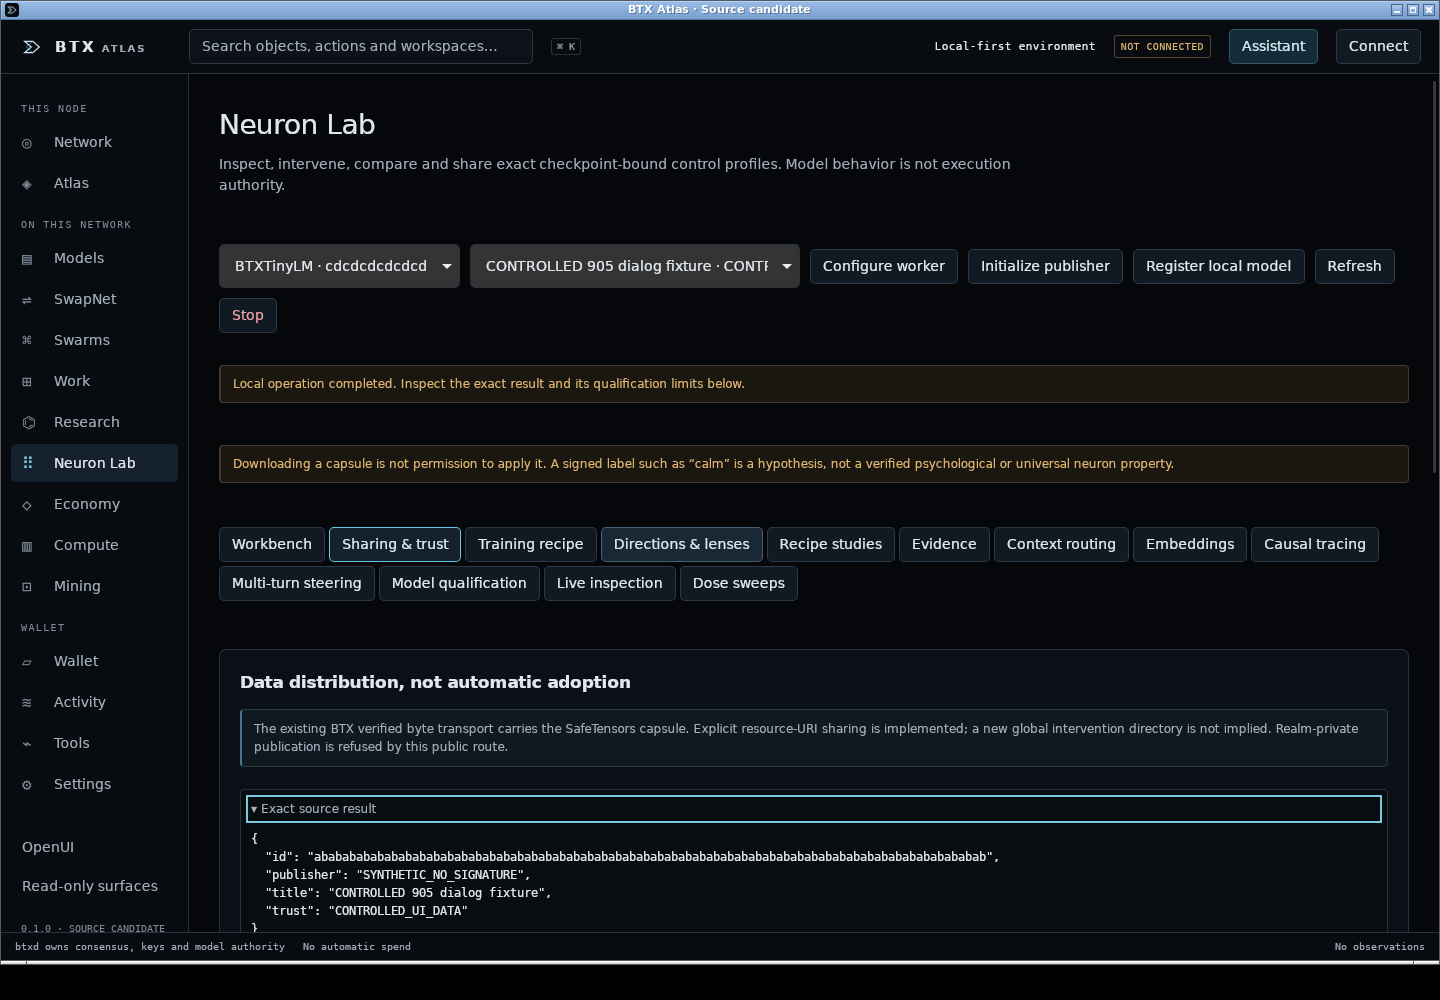 BTX Atlas · Source candidate
BTX ATLAS
Search objects, actions and workspaces...
⌘ K
Local-first environment
NOT CONNECTED
Assistant
Connect
THIS NODE
Network
Atlas
ON THIS NETWORK
Models
SwapNet
Swarms
Work
Research
Neuron Lab
Economy
Compute
Mining
WALLET
Wallet
Activity
Tools
Settings
OpenUI
Read-only surfaces
0.1.0 · SOURCE CANDIDATE
Neuron Lab
Inspect, intervene, compare and share exact checkpoint-bound control profiles. Model behavior is not execution
authority.
BTXTinyLM · cdcdcdcdcdcd
CONTROLLED 905 dialog fixture · CONTR
Configure worker
Initialize publisher
Register local model
Refresh
Stop
Local operation completed. Inspect the exact result and its qualification limits below.
Downloading a capsule is not permission to apply it. A signed label such as “calm” is a hypothesis, not a verified psychological or universal neuron property.
Workbench
Sharing & trust
Training recipe
Directions & lenses
Recipe studies
Evidence
Context routing
Embeddings
Causal tracing
Multi-turn steering
Model qualification
Live inspection
Dose sweeps
Data distribution, not automatic adoption
The existing BTX verified byte transport carries the SafeTensors capsule. Explicit resource-URI sharing is implemented; a new global intervention directory is not implied. Realm-private
publication is refused by this public route.
▾ Exact source result
{
"id": "abababababababababababababababababababababababababababababababababababababababababababababababab",
"publisher": "SYNTHETIC_NO_SIGNATURE",
"title": "CONTROLLED 905 dialog fixture",
"trust": "CONTROLLED_UI_DATA"
}
btxd owns consensus, keys and model authority
No automatic spend
No observations